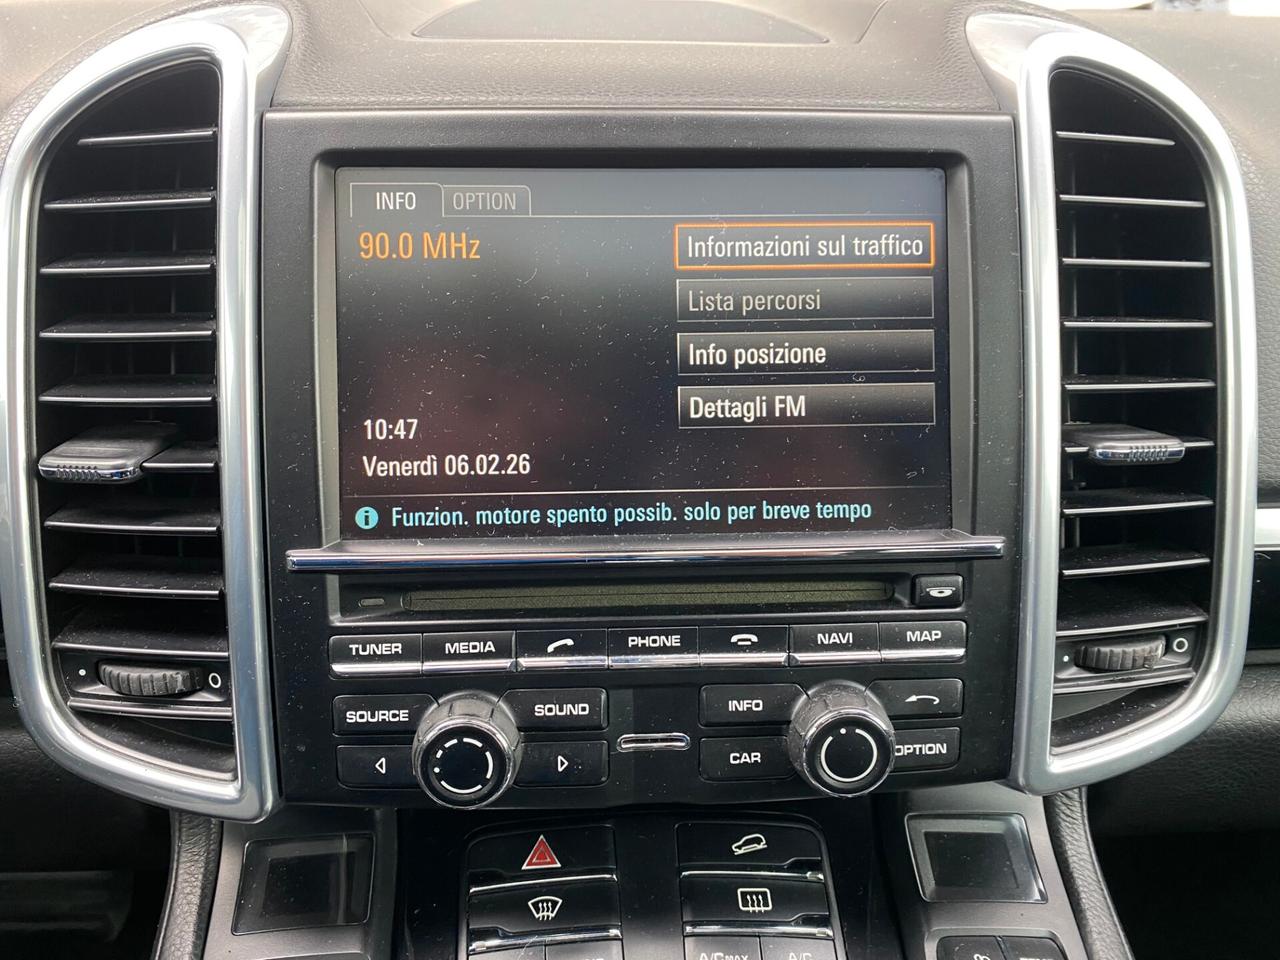 INFO OPTION
90.0 MHz
Informazioni sul traffico
Lista percorsi
Info posizione
Dettagli FM
10:47
Venerdì 06.02.26
Funzion. motore spento possib. solo per breve tempo
TUNER MEDIA PHONE NAVI MAP
SOURCE SOUND INFO
CAR OPTION
A/C MAX A/C